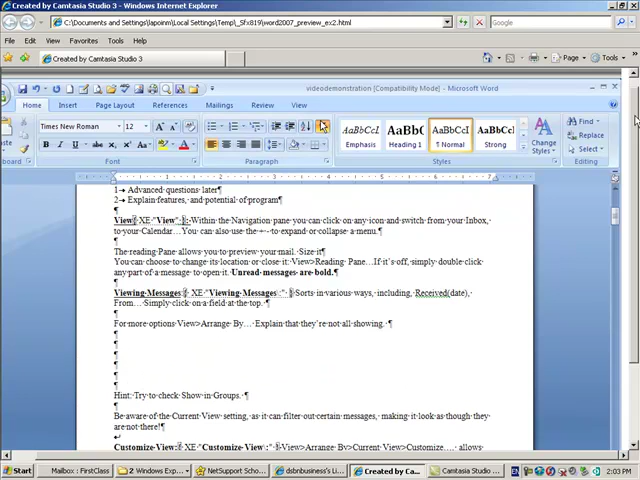 Created by Camtasia Studio 3 - Windows Internet Explorer
C:\Documents and Settings\lapoinm\Local Settings\Temp\_Sfx819\word2007_preview_ex2.html
File Edit View Favorites Tools Help
Created by Camtasia Studio 3
Page Tools
videodemonstration [Compatibility Mode] - Microsoft Word
Home Insert Page Layout References Mailings Review View
Times New Roman 12
AaBbCcI AaBbC AaBbCcI AaBbCcI
Emphasis Heading 1 ¶ Normal Strong
Change Styles
Find
Replace
Select
board Font Paragraph Styles Editing
1→ Advanced questions later¶
2→ Explain features, and potential of program¶
¶
View{ XE "View" } Within the Navigation pane you can click on any icon and switch from your Inbox,
to your Calendar…You can also use the +-- to expand or collapse a menu.¶
¶
The reading Pane allows you to preview your mail. Size it¶
You can choose to change its location or close it: View>Reading Pane…If it's off, simply double click
any part of a message to open it. Unread messages are bold.¶
¶
Viewing Messages:{ XE "Viewing Messages\:" } Sorts in various ways, including, Received(date),
From… Simply click on a field at the top. ¶
¶
For more options View>Arrange By… Explain that they're not all showing. ¶
¶
¶
¶
¶
¶
¶
Hint: Try to check Show in Groups. ¶
¶
Be aware of the Current View setting, as it can filter out certain messages, making it look as though they
are not there!¶
Customize View:{ XE "Customize View\:" } View>Arrange By>Current View>Customize… allows
Start Mailbox : FirstClass 2 Windows Exp... NetSupport Scho... dsbnbusiness's Li... Created by Ca... Camtasia Studio... EN 2:03 PM